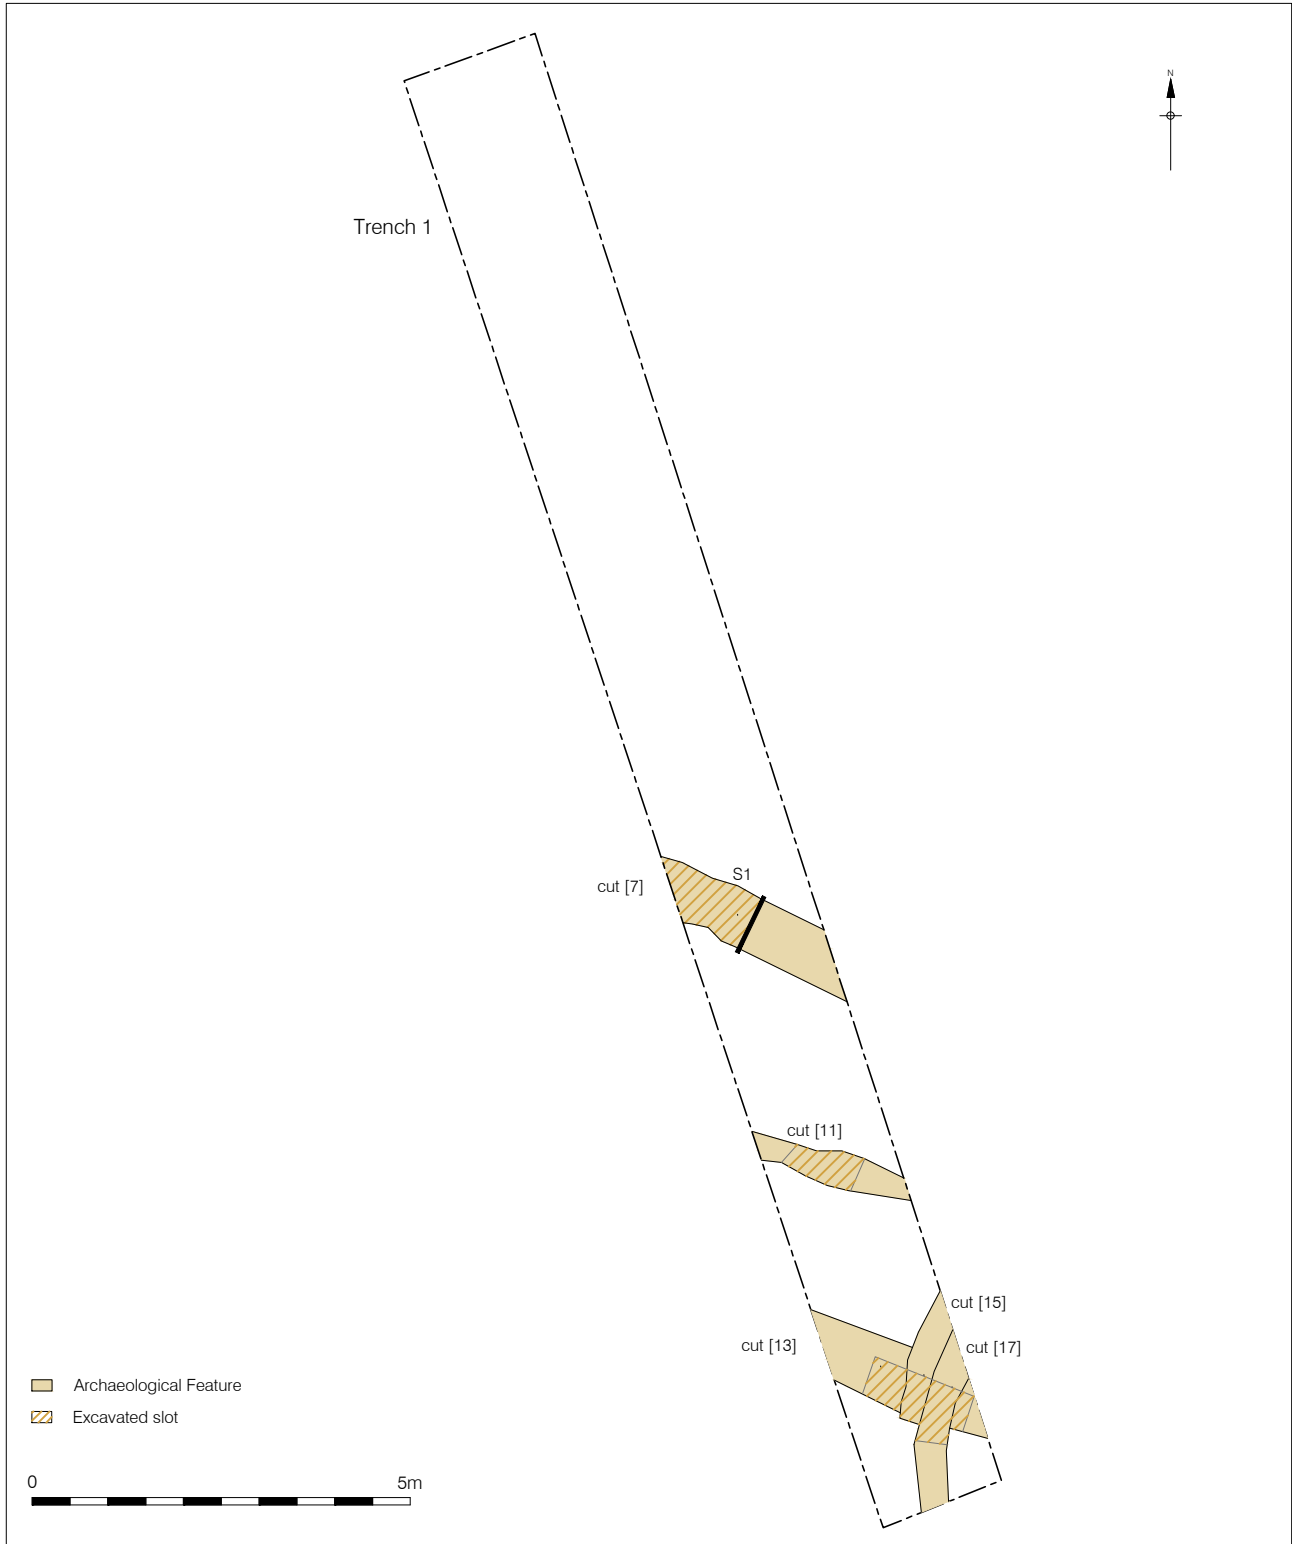 N
Trench 1
S1
cut [7]
cut [11]
cut [15]
cut [13]
cut [17]
Archaeological Feature
Excavated slot
0 5m